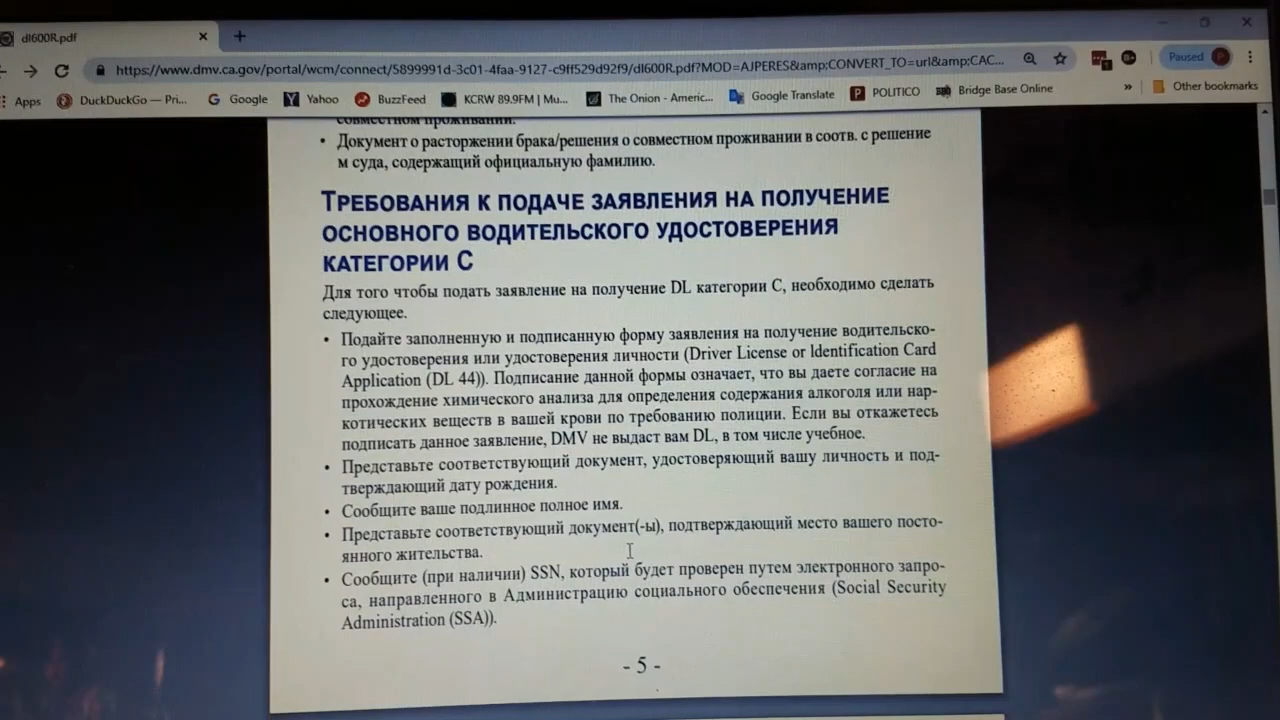 dl600R.pdf
https://www.dmv.ca.gov/portal/wcm/connect/5899991d-3c01-4faa-9127-c9ff529d92f9/dl600R.pdf?MOD=AJPERES&amp;CONVERT_TO=url&amp;CAC...
Paused
Apps
DuckDuckGo — Pri...
Google
Yahoo
BuzzFeed
KCRW 89.9FM | Mu...
The Onion - Americ...
Google Translate
POLITICO
Bridge Base Online
»
Other bookmarks
совместном проживании.
• Документ о расторжении брака/решения о совместном проживании в соотв. с решение
м суда, содержащий официальную фамилию.
ТРЕБОВАНИЯ К ПОДАЧЕ ЗАЯВЛЕНИЯ НА ПОЛУЧЕНИЕ
ОСНОВНОГО ВОДИТЕЛЬСКОГО УДОСТОВЕРЕНИЯ
КАТЕГОРИИ С
Для того чтобы подать заявление на получение DL категории С, необходимо сделать
следующее.
• Подайте заполненную и подписанную форму заявления на получение водительско-
го удостоверения или удостоверения личности (Driver License or Identification Card
Application (DL 44)). Подписание данной формы означает, что вы даете согласие на
прохождение химического анализа для определения содержания алкоголя или нар-
котических веществ в вашей крови по требованию полиции. Если вы откажетесь
подписать данное заявление, DMV не выдаст вам DL, в том числе учебное.
• Представьте соответствующий документ, удостоверяющий вашу личность и под-
тверждающий дату рождения.
• Сообщите ваше подлинное полное имя.
• Представьте соответствующий документ(-ы), подтверждающий место вашего посто-
янного жительства.
• Сообщите (при наличии) SSN, который будет проверен путем электронного запро-
са, направленного в Администрацию социального обеспечения (Social Security
Administration (SSA)).
- 5 -